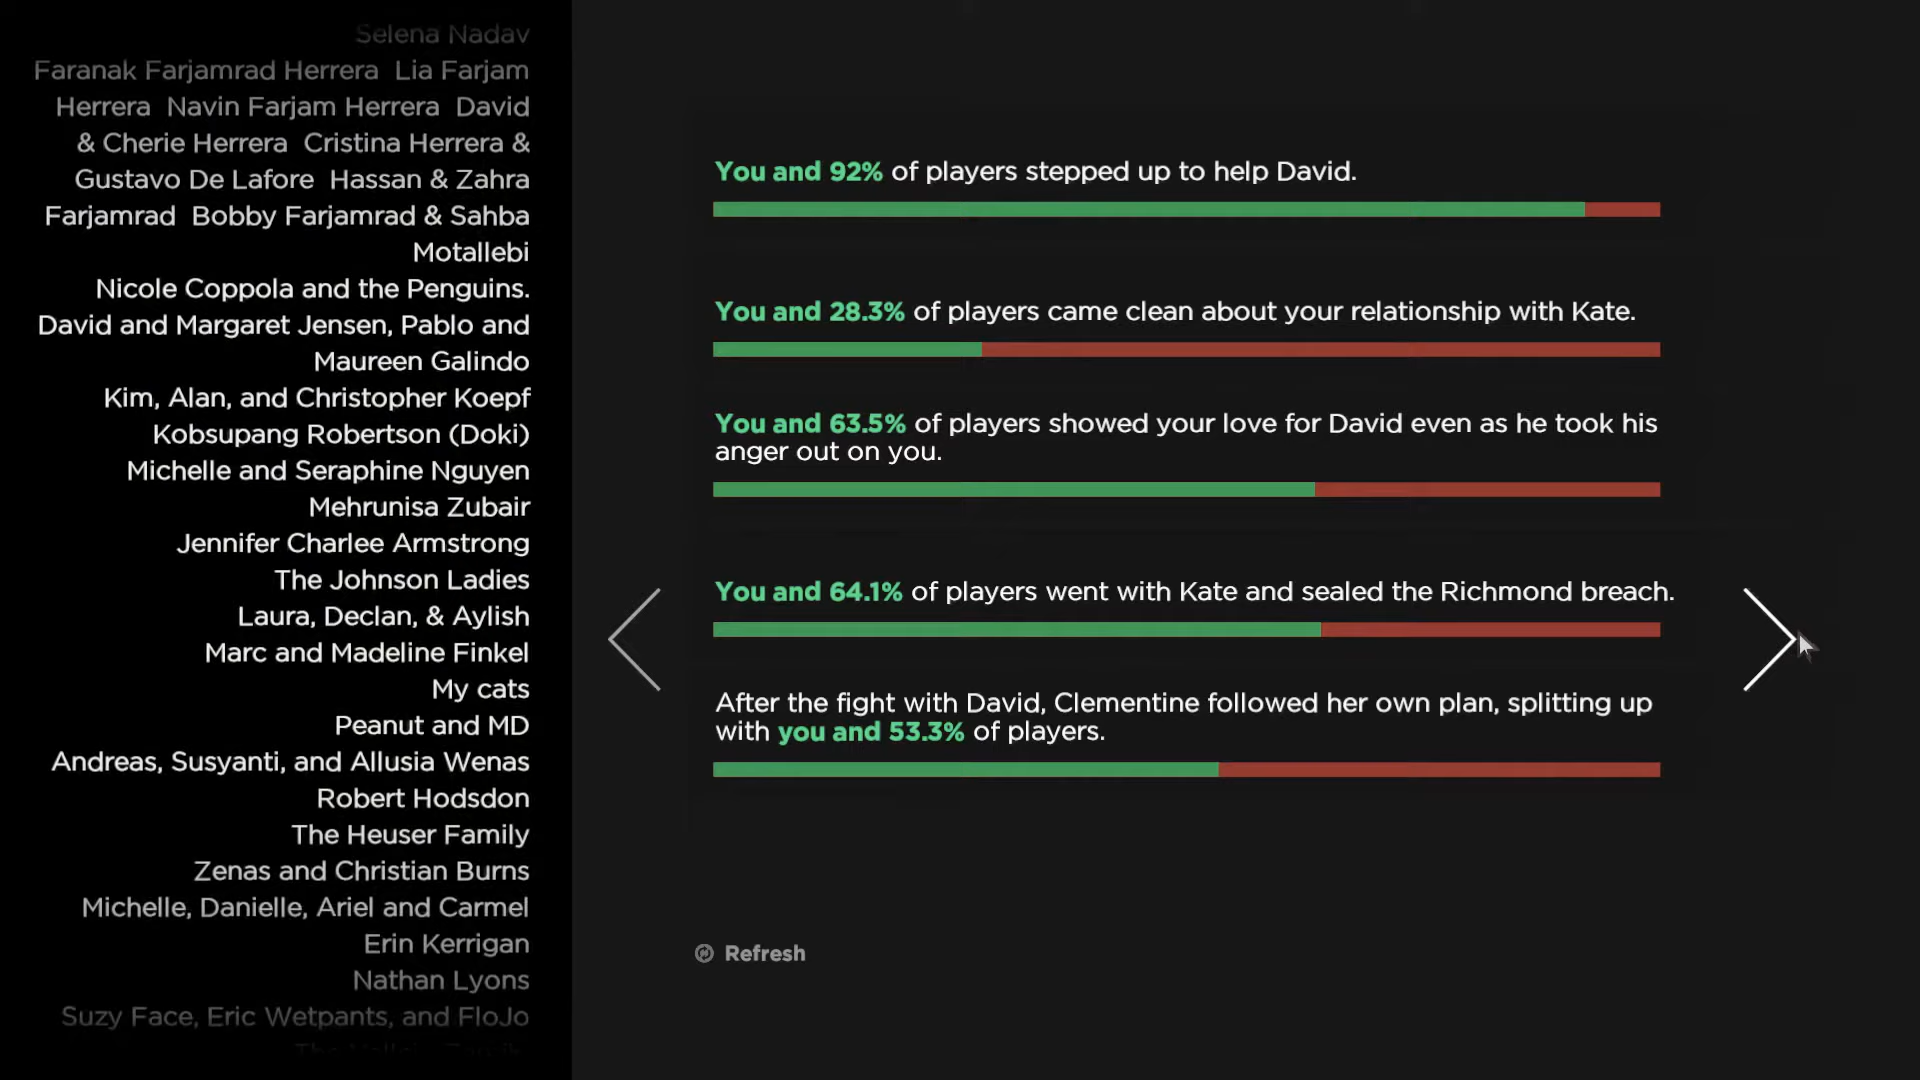 Selena Nadav
Faranak Farjamrad Herrera Lia Farjam
Herrera Navin Farjam Herrera David
& Cherie Herrera Cristina Herrera &
Gustavo De Lafore Hassan & Zahra
Farjamrad Bobby Farjamrad & Sahba
Motallebi
Nicole Coppola and the Penguins.
David and Margaret Jensen, Pablo and
Maureen Galindo
Kim, Alan, and Christopher Koepf
Kobsupang Robertson (Doki)
Michelle and Seraphine Nguyen
Mehrunisa Zubair
Jennifer Charlee Armstrong
The Johnson Ladies
Laura, Declan, & Aylish
Marc and Madeline Finkel
My cats
Peanut and MD
Andreas, Susyanti, and Allusia Wenas
Robert Hodsdon
The Heuser Family
Zenas and Christian Burns
Michelle, Danielle, Ariel and Carmel
Erin Kerrigan
Nathan Lyons
Suzy Face, Eric Wetpants, and FloJo
You and 92% of players stepped up to help David.
You and 28.3% of players came clean about your relationship with Kate.
You and 63.5% of players showed your love for David even as he took his
anger out on you.
You and 64.1% of players went with Kate and sealed the Richmond breach.
After the fight with David, Clementine followed her own plan, splitting up
with you and 53.3% of players.
Refresh